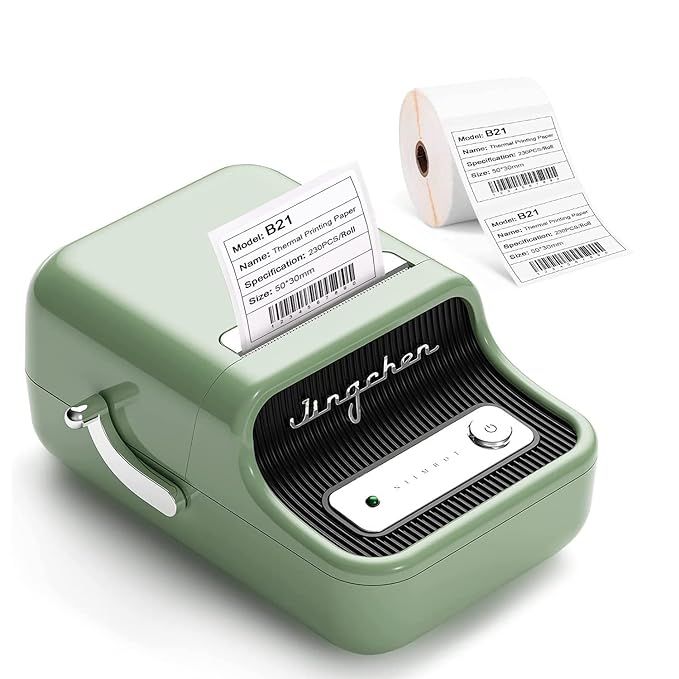 Model: B21
Name: Thermal Printing Paper
Specification: 230PCS/Roll
Size: 50*30mm
Jingchen
NIIMBOT
Model: B21
Name: Thermal Printing Paper
Specification: 230PCS/Roll
Size: 50*30mm
Model: B21
Name: Thermal Printing Paper
Specification: 230PCS/Roll
Size: 50*30mm